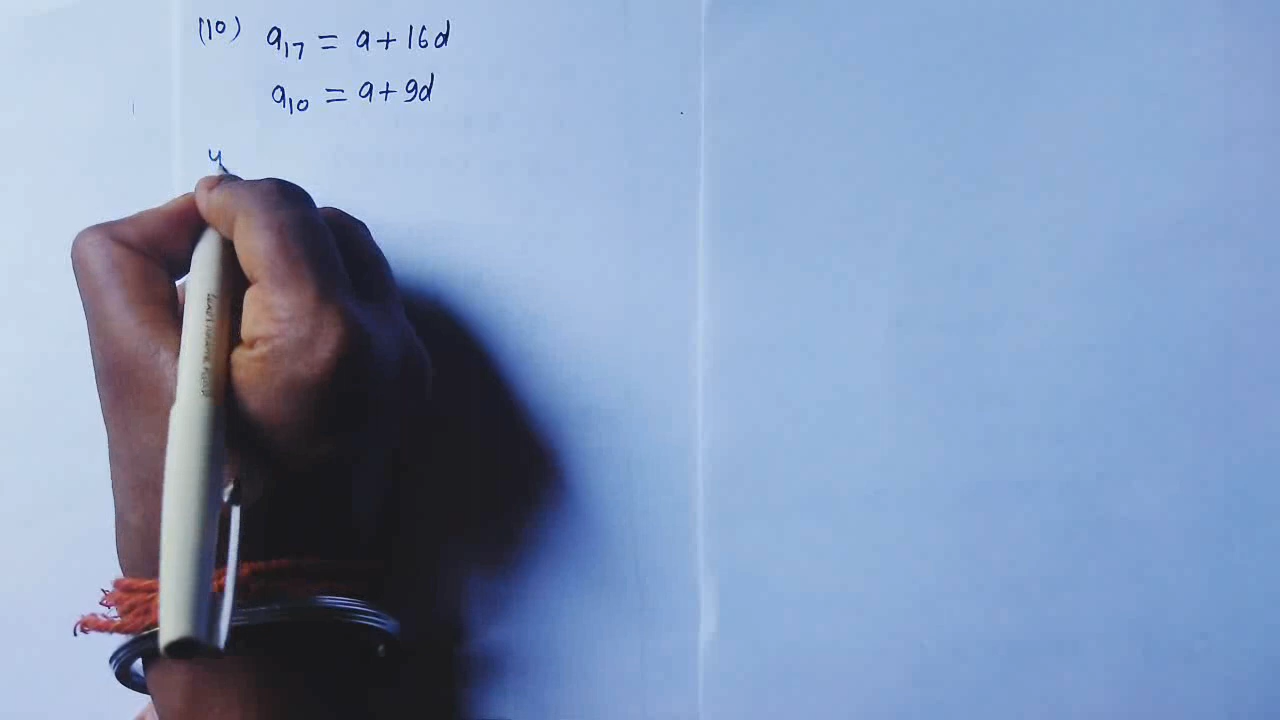 (10) a₁₇ = a + 16d
a₁₀ = a + 9d